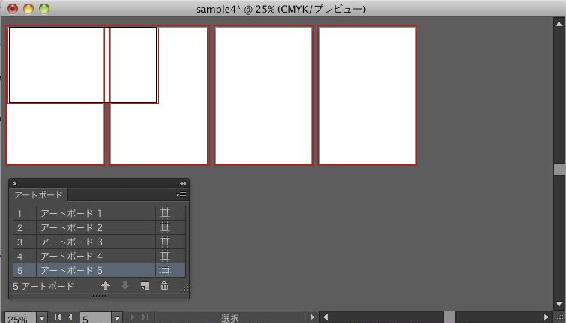 sample4* @ 25% (CMYK/プレビュー)
アートボード
1 アートボード 1
2 アートボード 2
3 アートボード 3
4 アートボード 4
5 アートボード 5
5 アートボード
25% 5 選択